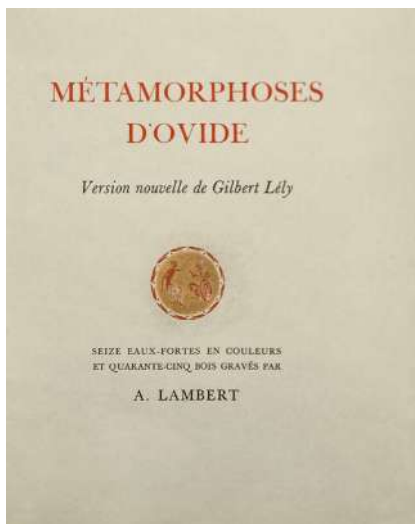 MÉTAMORPHOSES
D'OVIDE
Version nouvelle de Gilbert Lély
SEIZE EAUX-FORTES EN COULEURS
ET QUARANTE-CINQ BOIS GRAVÉS PAR
A. LAMBERT